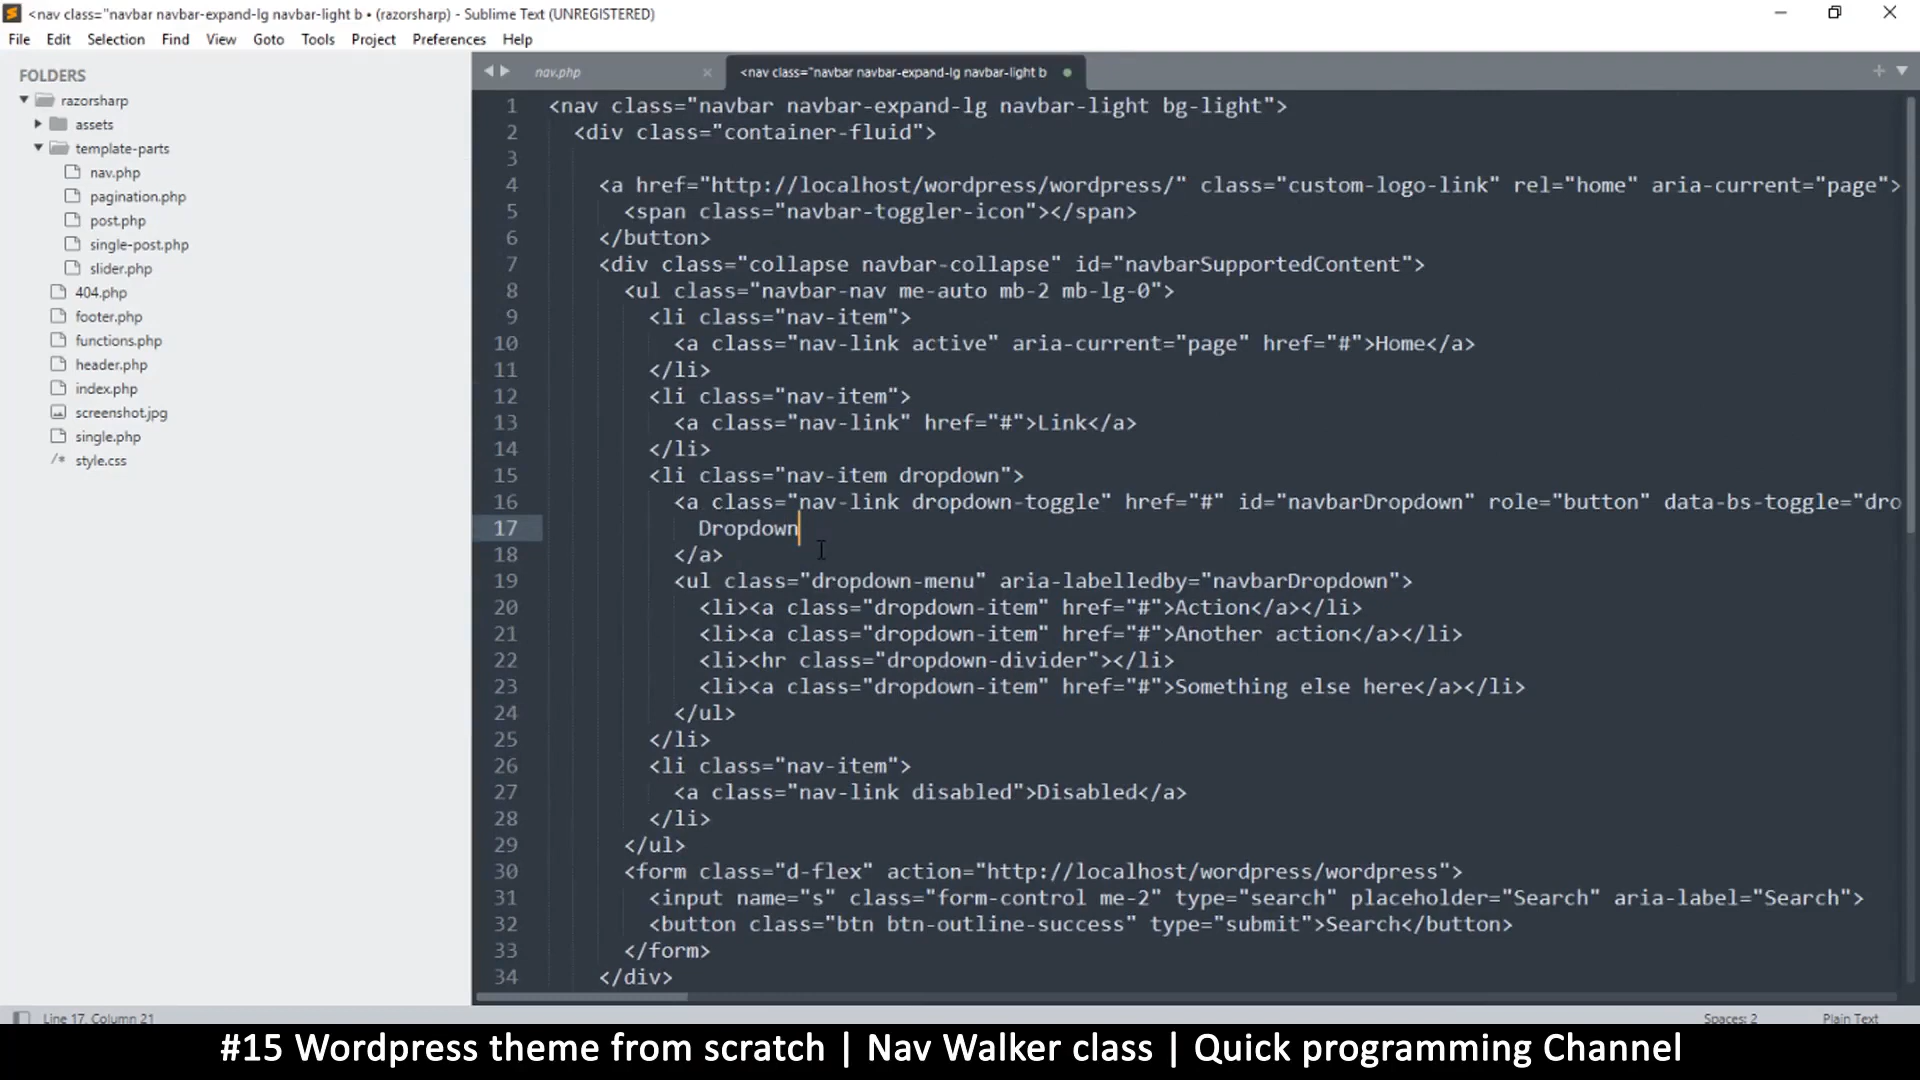 <nav class="navbar navbar-expand-lg navbar-light b • (razorsharp) - Sublime Text (UNREGISTERED)
File Edit Selection Find View Goto Tools Project Preferences Help
FOLDERS
razorsharp
assets
template-parts
nav.php
pagination.php
post.php
single-post.php
slider.php
404.php
footer.php
functions.php
header.php
index.php
screenshot.jpg
single.php
/* style.css
nav.php × <nav class="navbar navbar-expand-lg navbar-light b
1 <nav class="navbar navbar-expand-lg navbar-light bg-light">
2 <div class="container-fluid">
3
4 <a href="http://localhost/wordpress/wordpress/" class="custom-logo-link" rel="home" aria-current="page">
5 <span class="navbar-toggler-icon"></span>
6 </button>
7 <div class="collapse navbar-collapse" id="navbarSupportedContent">
8 <ul class="navbar-nav me-auto mb-2 mb-lg-0">
9 <li class="nav-item">
10 <a class="nav-link active" aria-current="page" href="#">Home</a>
11 </li>
12 <li class="nav-item">
13 <a class="nav-link" href="#">Link</a>
14 </li>
15 <li class="nav-item dropdown">
16 <a class="nav-link dropdown-toggle" href="#" id="navbarDropdown" role="button" data-bs-toggle="dro
17 Dropdown
18 </a>
19 <ul class="dropdown-menu" aria-labelledby="navbarDropdown">
20 <li><a class="dropdown-item" href="#">Action</a></li>
21 <li><a class="dropdown-item" href="#">Another action</a></li>
22 <li><hr class="dropdown-divider"></li>
23 <li><a class="dropdown-item" href="#">Something else here</a></li>
24 </ul>
25 </li>
26 <li class="nav-item">
27 <a class="nav-link disabled">Disabled</a>
28 </li>
29 </ul>
30 <form class="d-flex" action="http://localhost/wordpress/wordpress">
31 <input name="s" class="form-control me-2" type="search" placeholder="Search" aria-label="Search">
32 <button class="btn btn-outline-success" type="submit">Search</button>
33 </form>
34 </div>
Line 17, Column 21 Spaces: 2 Plain Text
#15 Wordpress theme from scratch | Nav Walker class | Quick programming Channel